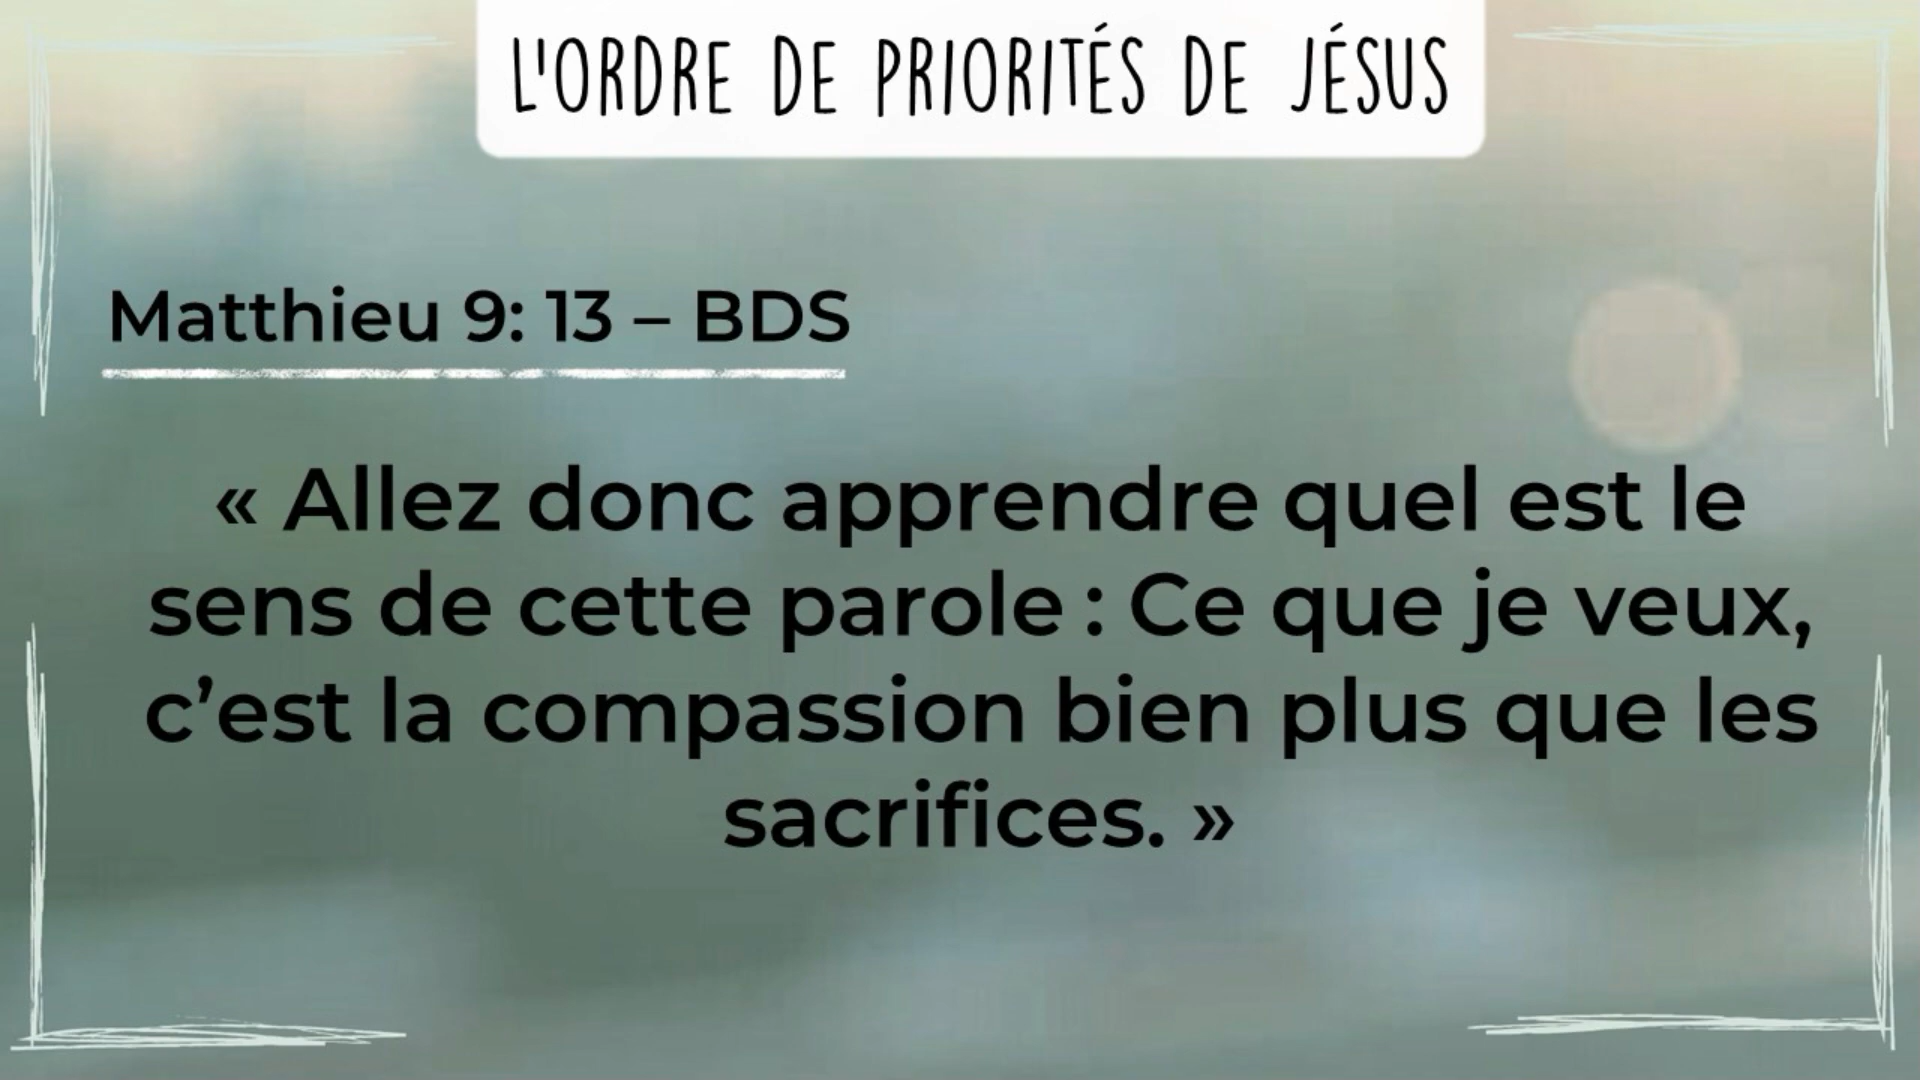 L'ORDRE DE PRIORITÉS DE JÉSUS
Matthieu 9: 13 – BDS
« Allez donc apprendre quel est le
sens de cette parole : Ce que je veux,
c’est la compassion bien plus que les
sacrifices. »